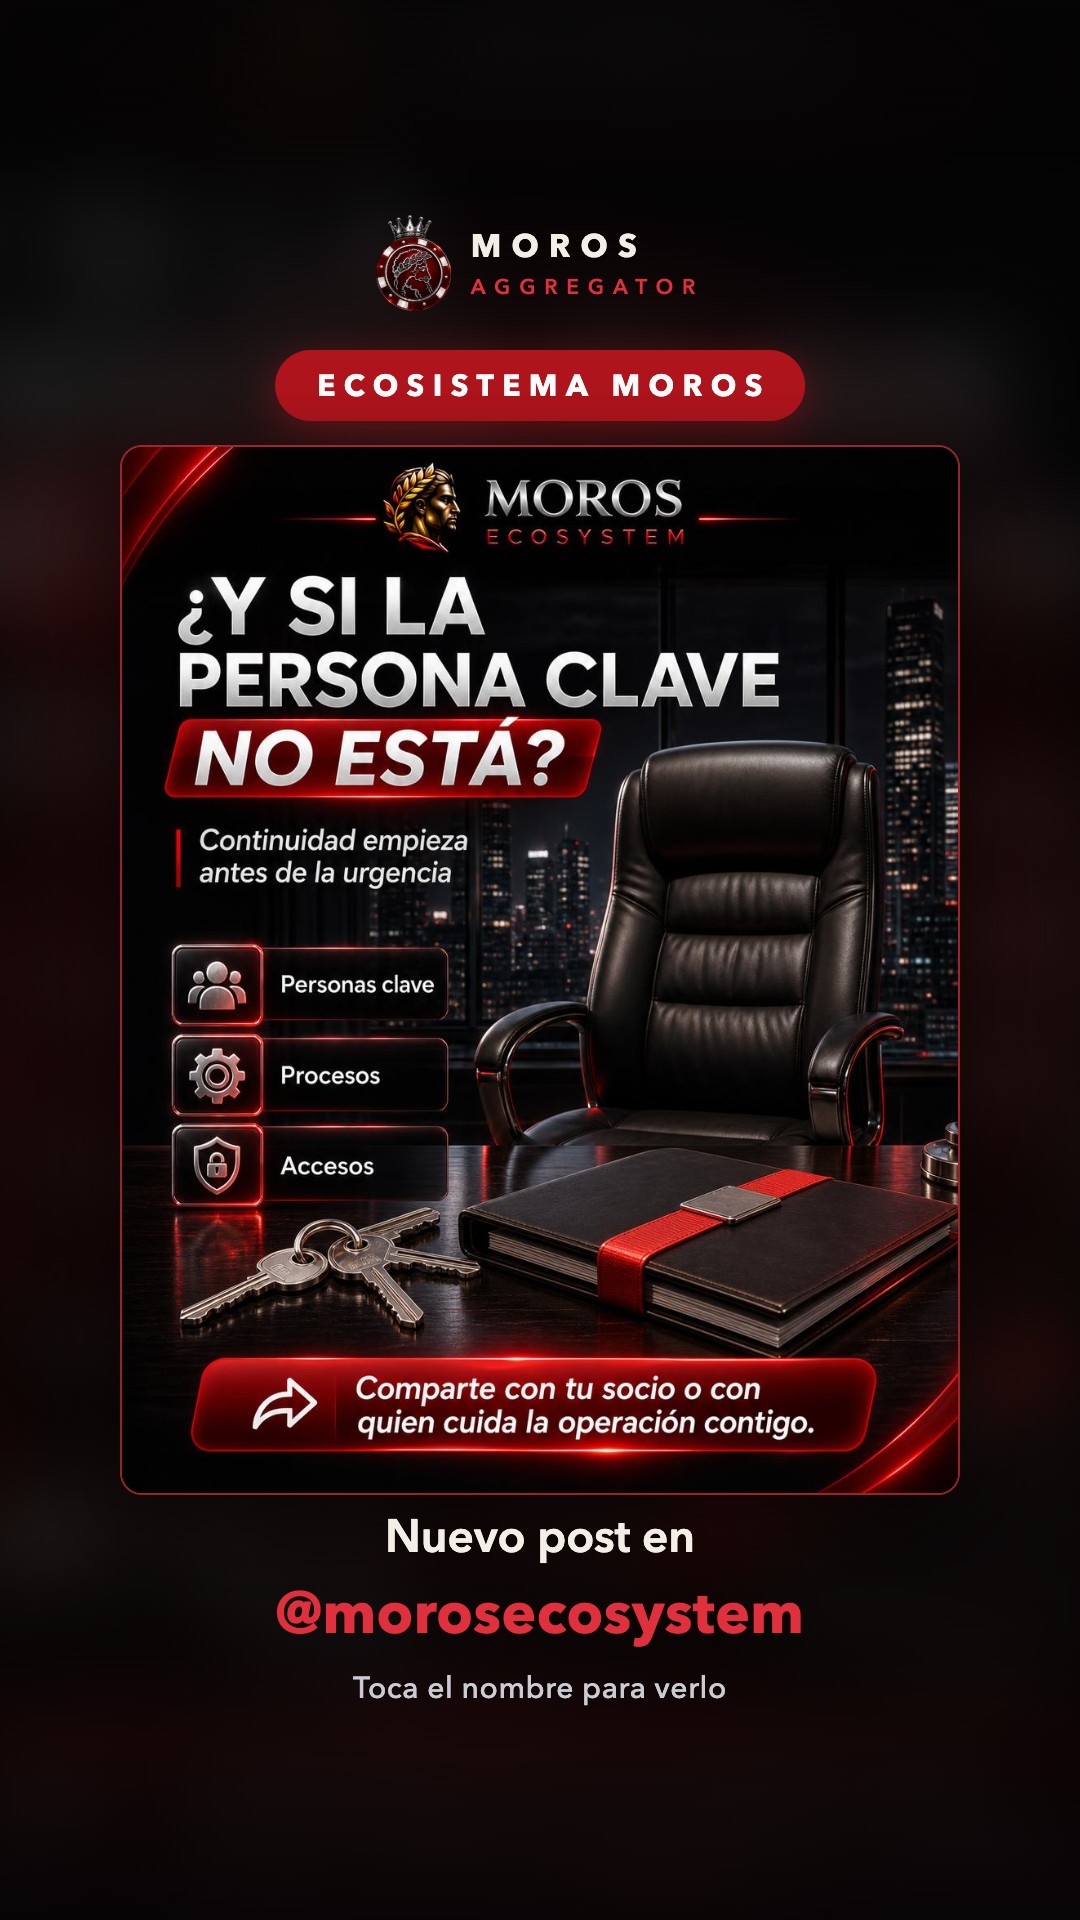 MOROS
AGGREGATOR
ECOSISTEMA MOROS
MOROS
ECOSYSTEM
¿Y SI LA
PERSONA CLAVE
NO ESTÁ?
Continuidad empieza
antes de la urgencia
Personas clave
Procesos
Accesos
Comparte con tu socio o con
quien cuida la operación contigo.
Nuevo post en
@morosecosystem
Toca el nombre para verlo